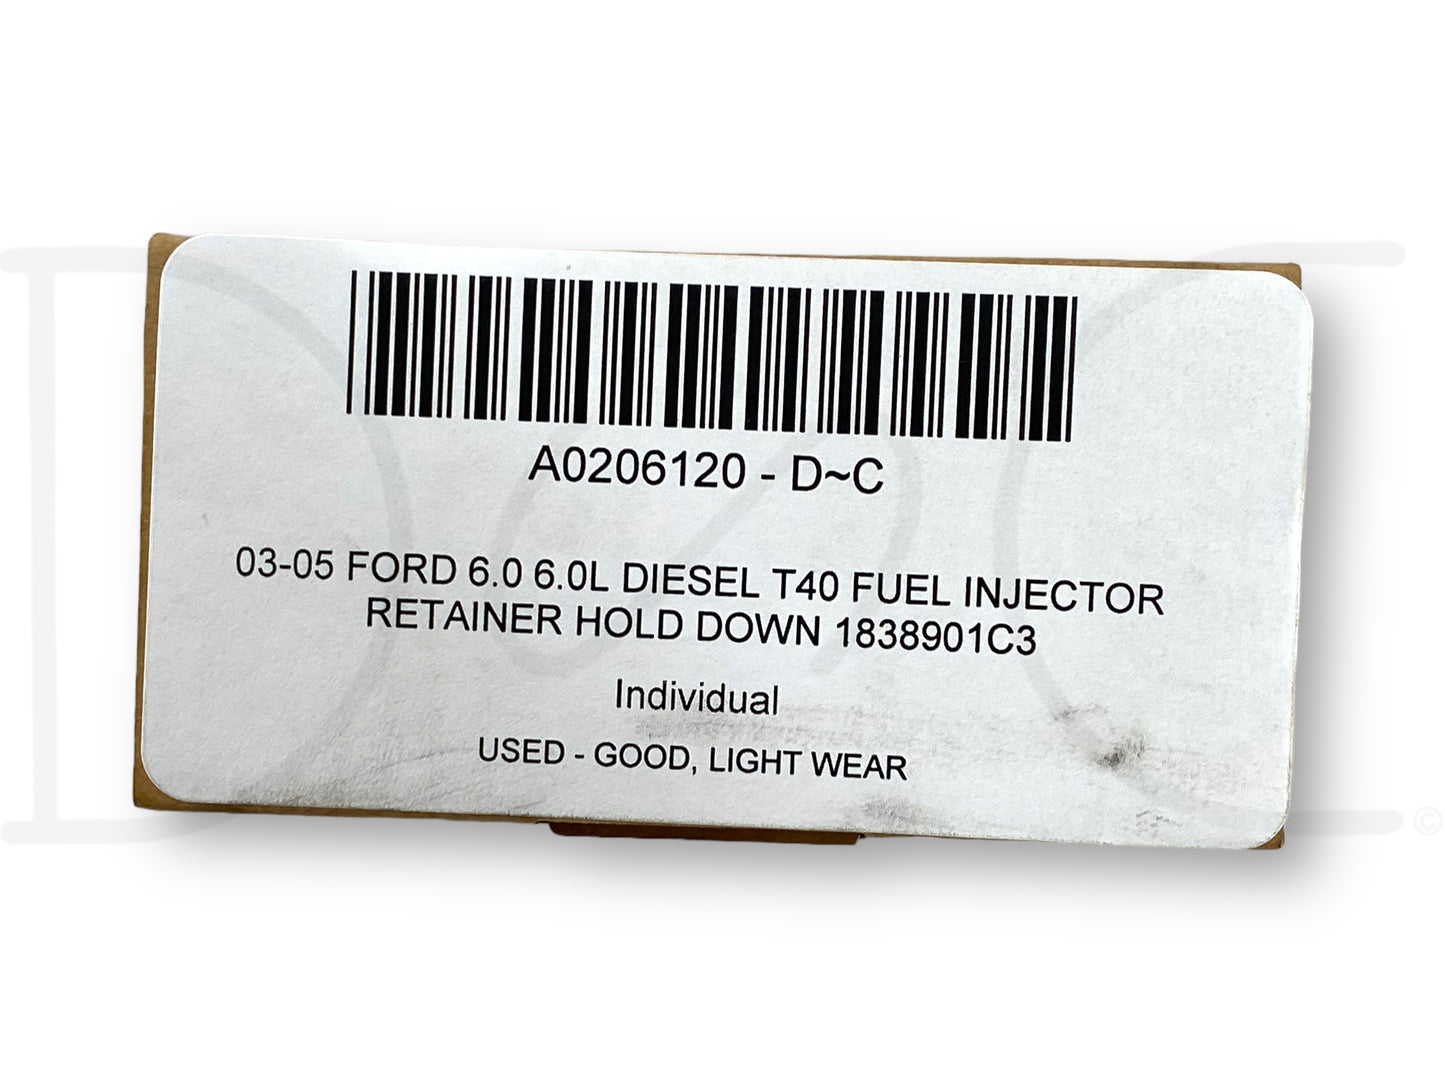 A0206120 - D~C
03-05 FORD 6.0 6.0L DIESEL T40 FUEL INJECTOR
RETAINER HOLD DOWN 1838901C3
Individual
USED - GOOD, LIGHT WEAR
D~C
©